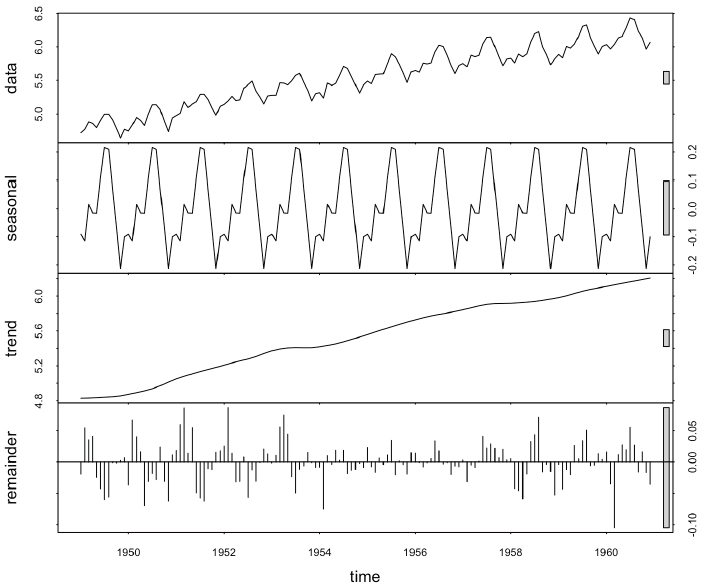 data
5.0 5.5 6.0 6.5
seasonal
-0.2 -0.1 0.0 0.1 0.2
trend
4.8 5.2 5.6 6.0
remainder
-0.10 0.00 0.05
1950 1952 1954 1956 1958 1960
time